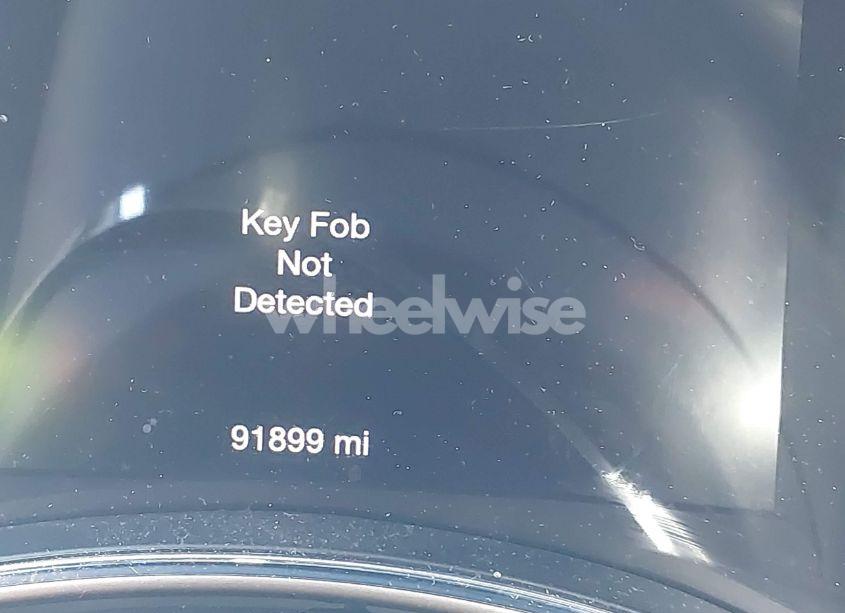 Key Fob
Not
Detected
wheelwise
91899 mi